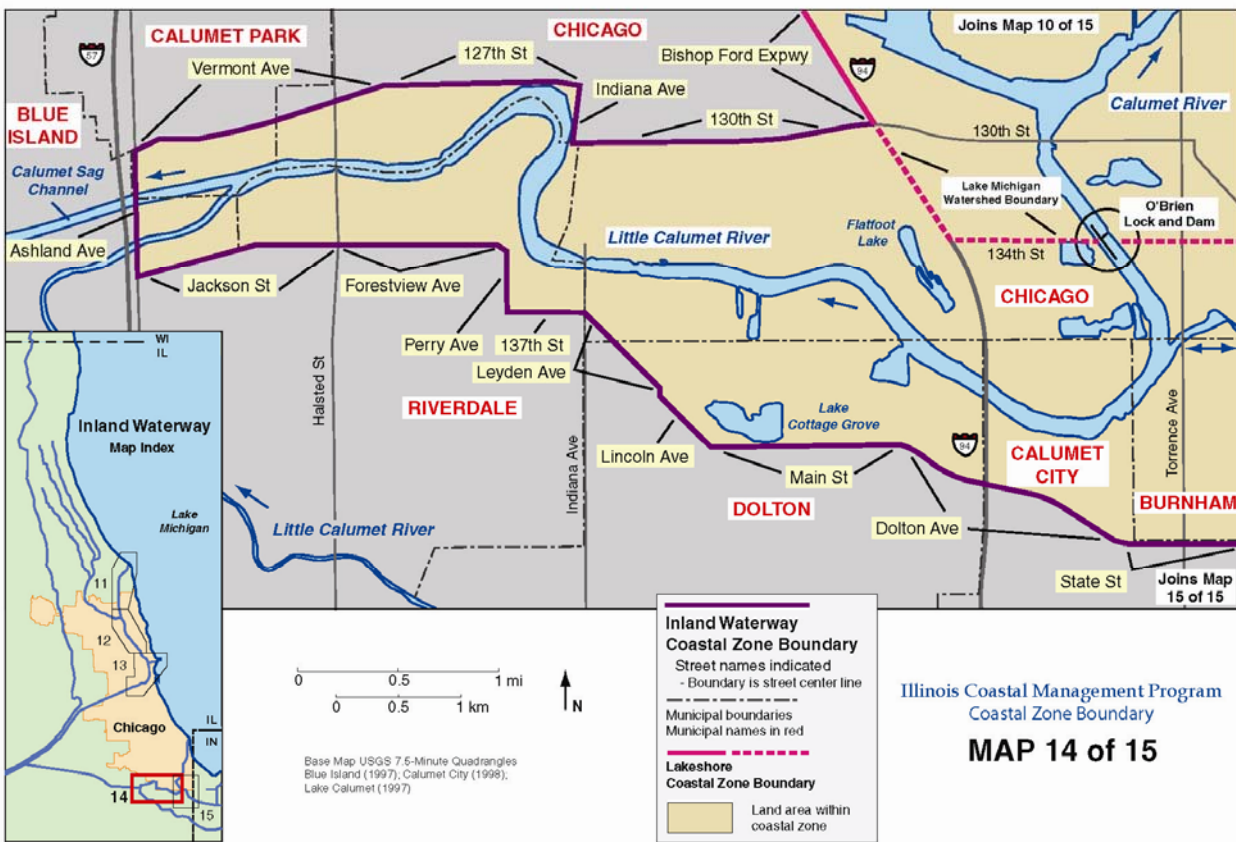 CALUMET PARK
CHICAGO
Joins Map 10 of 15
57
127th St
Bishop Ford Expwy
Vermont Ave
94
Indiana Ave
Calumet River
BLUE
ISLAND
130th St
130th St
Calumet Sag
Channel
Lake Michigan
Watershed Boundary
O'Brien
Lock and Dam
Ashland Ave
Little Calumet River
Flatfoot
Lake
134th St
Jackson St
Forestview Ave
CHICAGO
Perry Ave
137th St
Leyden Ave
Halsted St
RIVERDALE
Lake
Cottage Grove
Torrence Ave
Lincoln Ave
94
CALUMET
CITY
Main St
Indiana Ave
DOLTON
BURNHAM
Dolton Ave
Little Calumet River
State St
Joins Map
15 of 15
WI
IL
Inland Waterway
Map Index
Lake
Michigan
11
12
13
Chicago
IL
IN
14
15
0 0.5 1 mi
0 0.5 1 km
N
Base Map USGS 7.5-Minute Quadrangles
Blue Island (1997); Calumet City (1998);
Lake Calumet (1997)
Inland Waterway
Coastal Zone Boundary
Street names indicated
- Boundary is street center line
Municipal boundaries
Municipal names in red
Lakeshore
Coastal Zone Boundary
Land area within
coastal zone
Illinois Coastal Management Program
Coastal Zone Boundary
MAP 14 of 15